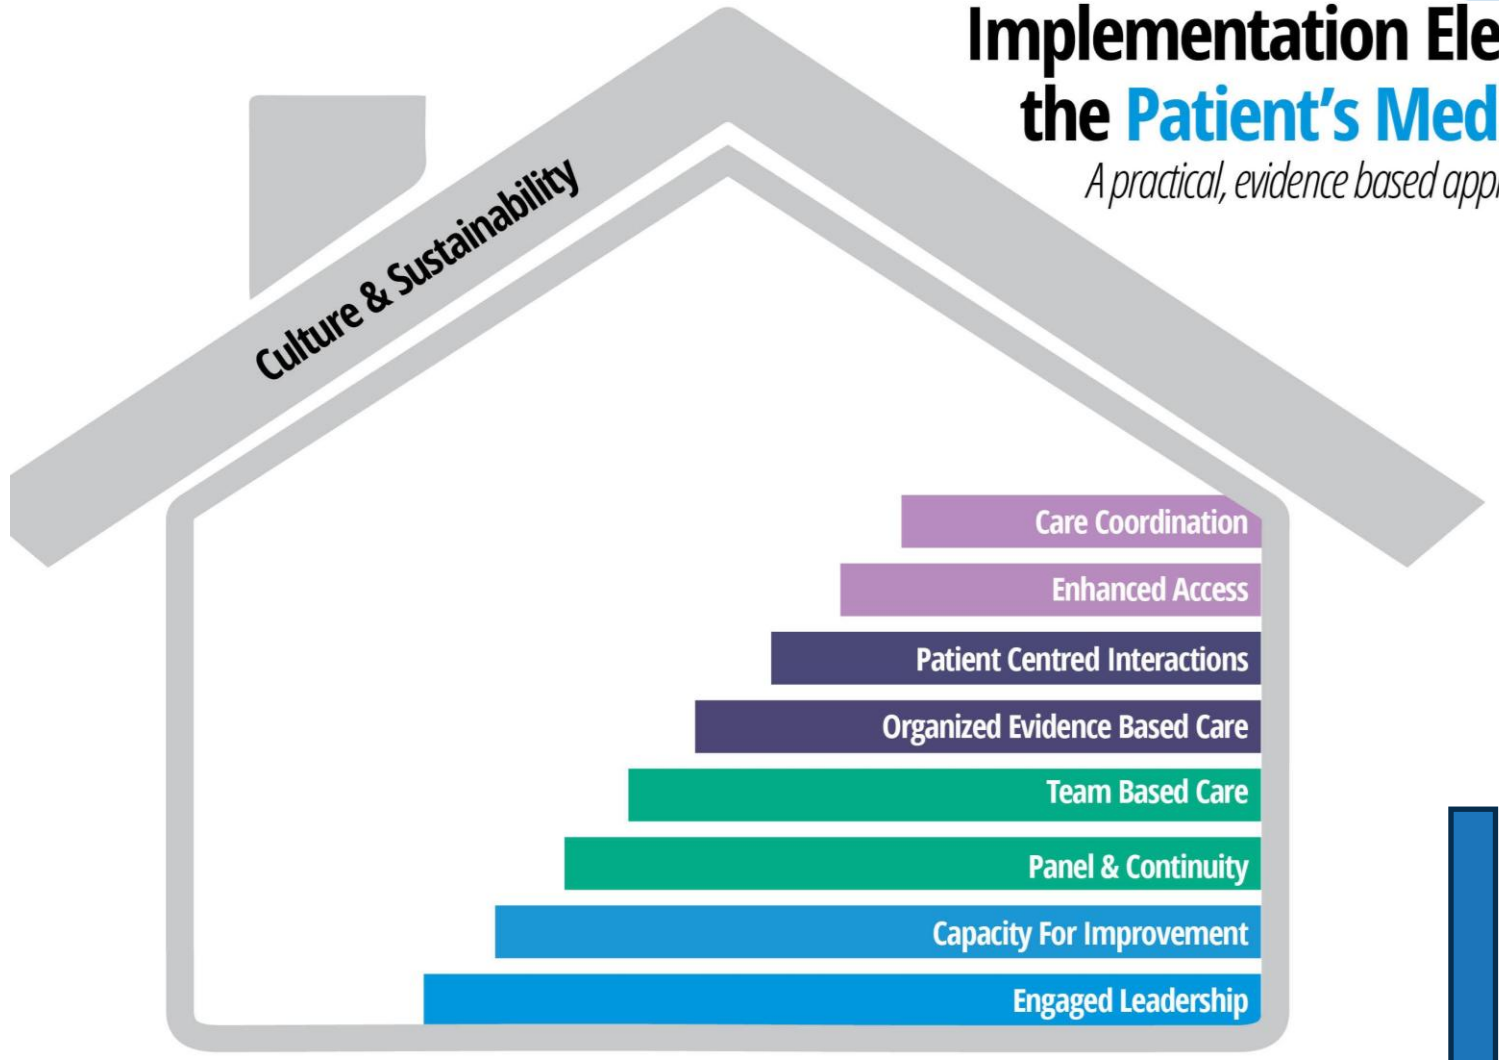 Implementation Ele
the Patient's Med
A practical, evidence based appr
Culture & Sustainability
Care Coordination
Enhanced Access
Patient Centred Interactions
Organized Evidence Based Care
Team Based Care
Panel & Continuity
Capacity For Improvement
Engaged Leadership